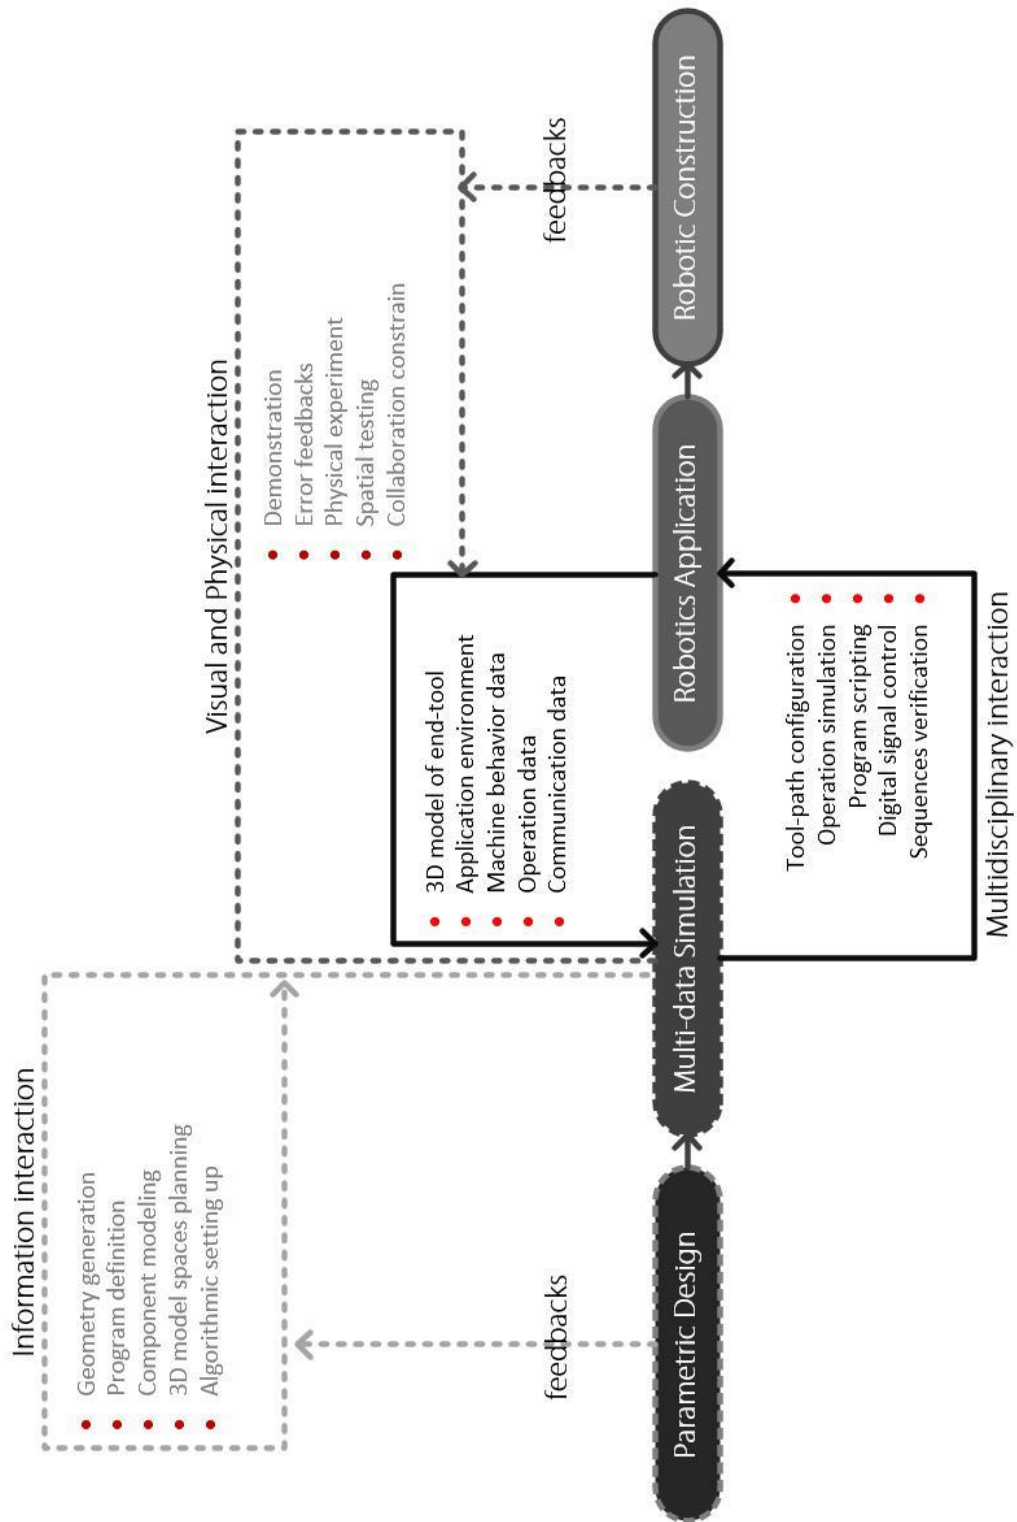 Information interaction
Geometry generation
Program definition
Component modeling
3D model spaces planning
Algorithmic setting up
feedbacks
Visual and Physical interaction
Demonstration
Error feedbacks
Physical experiment
Spatial testing
Collaboration constrain
feedbacks
3D model of end-tool
Application environment
Machine behavior data
Operation data
Communication data
Parametric Design
Multi-data Simulation
Robotics Application
Robotic Construction
Tool-path configuration
Operation simulation
Program scripting
Digital signal control
Sequences verification
Multidisciplinary interaction